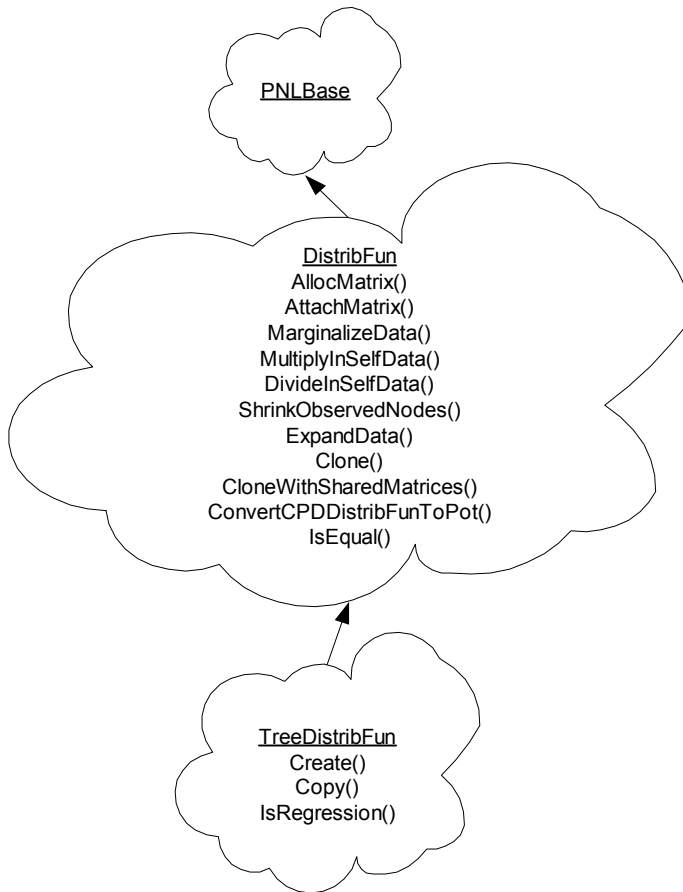 PNLBase
DistribFun
AllocMatrix()
AttachMatrix()
MarginalizeData()
MultiplyInSelfData()
DivideInSelfData()
ShrinkObservedNodes()
ExpandData()
Clone()
CloneWithSharedMatrices()
ConvertCPDDistribFunToPot()
IsEqual()
TreeDistribFun
Create()
Copy()
IsRegression()